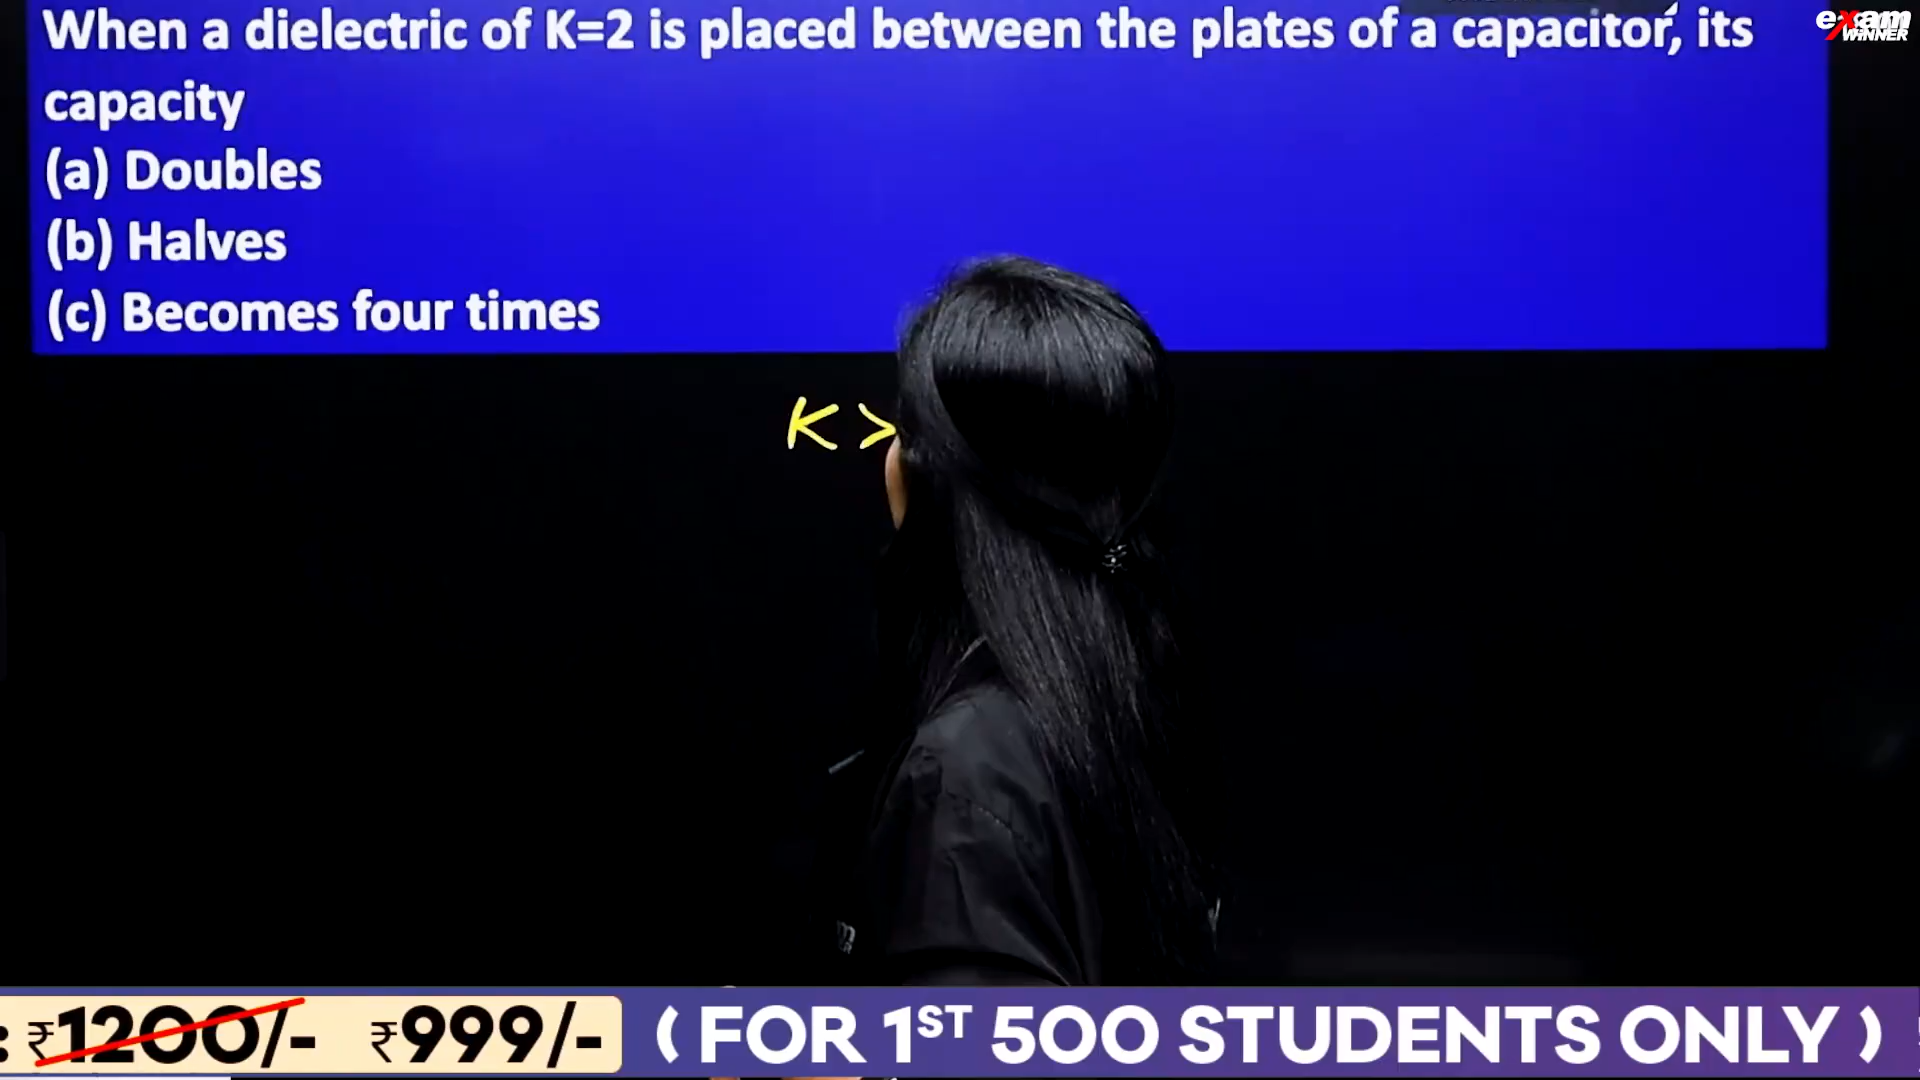 When a dielectric of K=2 is placed between the plates of a capacitor, its
capacity
(a) Doubles
(b) Halves
(c) Becomes four times
exam
WINNER
K >
: ₹1200/- ₹999/- ( FOR 1ST 500 STUDENTS ONLY )